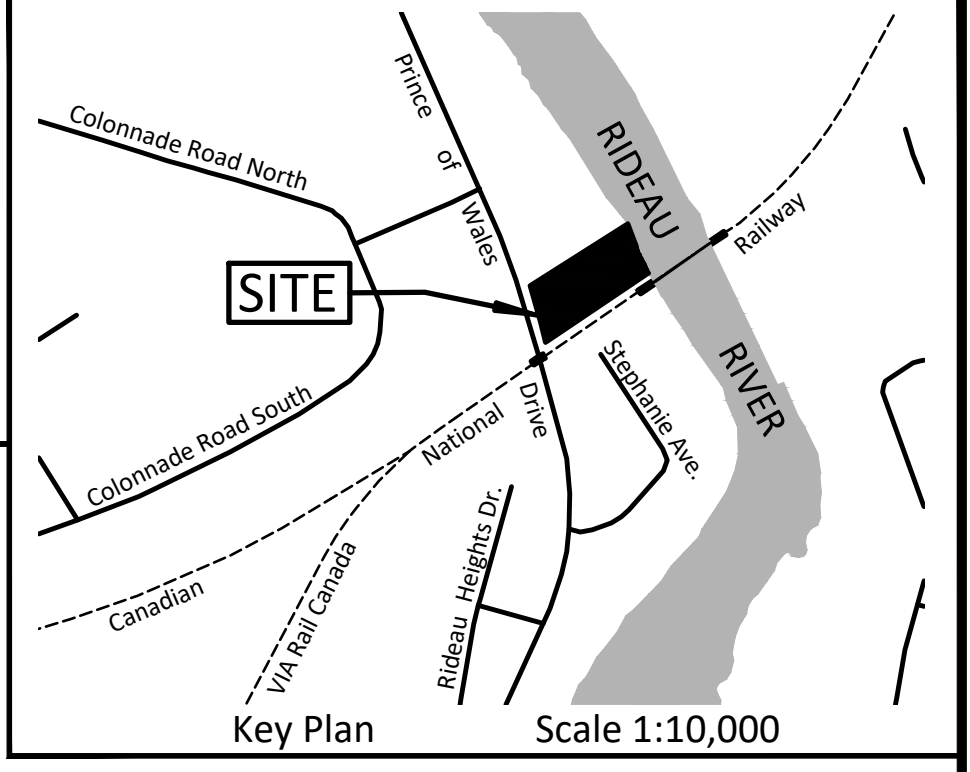 Prince of Wales Drive
Colonnade Road North
RIDEAU RIVER
Canadian National Railway
SITE
Stephanie Ave.
Colonnade Road South
Rideau Heights Dr.
VIA Rail Canada
Key Plan
Scale 1:10,000